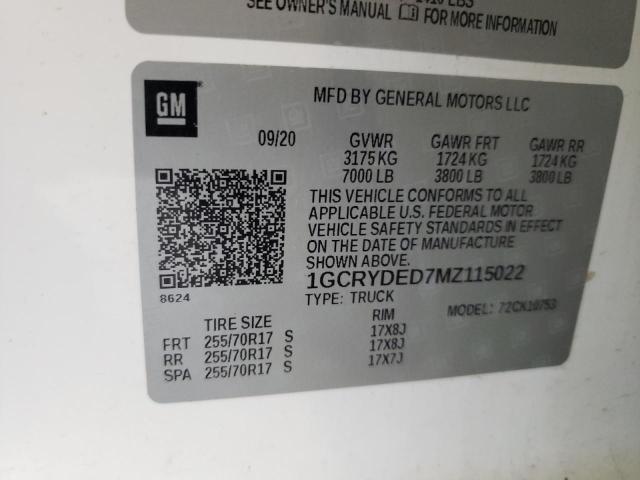 SEE OWNER'S MANUAL FOR MORE INFORMATION
GM
MFD BY GENERAL MOTORS LLC
09/20 GVWR GAWR FRT GAWR RR
3175 KG 1724 KG 1724 KG
7000 LB 3800 LB 3800 LB
THIS VEHICLE CONFORMS TO ALL
APPLICABLE U.S. FEDERAL MOTOR
VEHICLE SAFETY STANDARDS IN EFFECT
ON THE DATE OF MANUFACTURE
SHOWN ABOVE.
1GCRYDED7MZ115022
8624
TYPE: TRUCK MODEL: 72CK10753
TIRE SIZE RIM
FRT 255/70R17 S 17X8J
RR 255/70R17 S 17X8J
SPA 255/70R17 S 17X7J